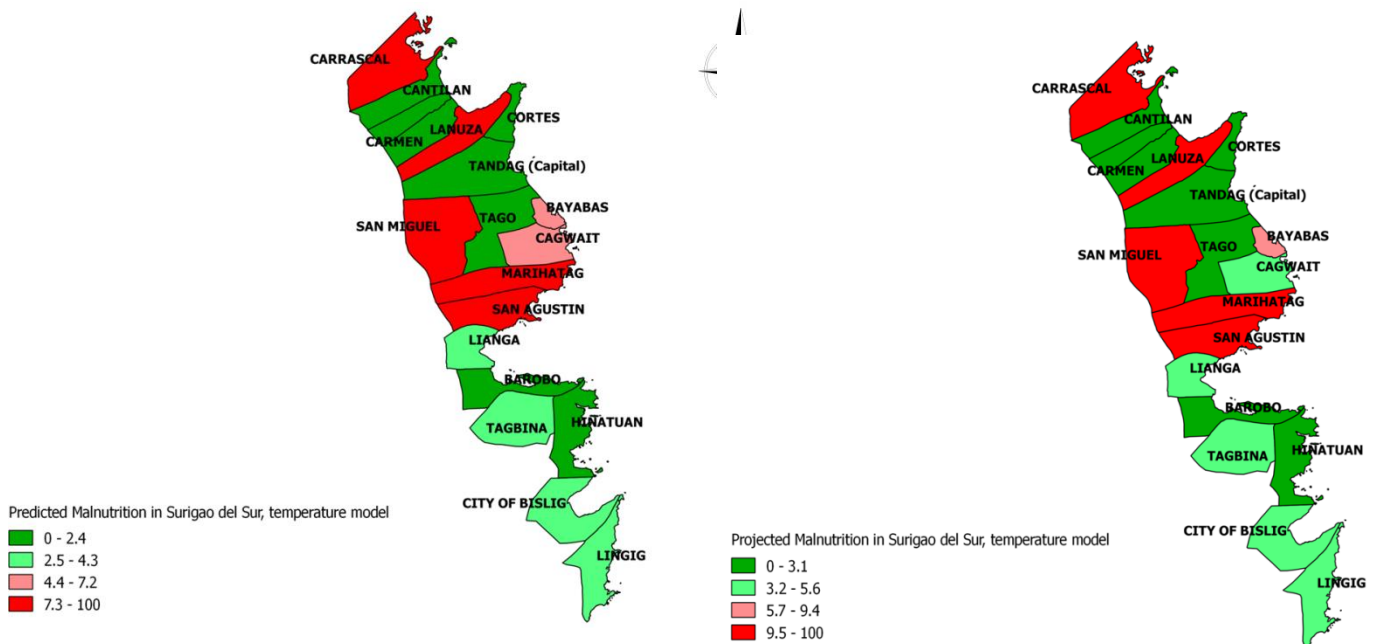 CARRASCAL
CANTILAN
CORTES
LANUZA
CARMEN
TANDAG (Capital)
BAYABAS
TAGO
SAN MIGUEL
CAGWAIT
MARIHATAG
SAN AGUSTIN
LIANGA
BAROBO
HINATUAN
TAGBINA
CITY OF BISLIG
LINGIG
Predicted Malnutrition in Surigao del Sur, temperature model
0 - 2.4
2.5 - 4.3
4.4 - 7.2
7.3 - 100
CARRASCAL
CANTILAN
CORTES
LANUZA
CARMEN
TANDAG (Capital)
BAYABAS
TAGO
SAN MIGUEL
CAGWAIT
MARIHATAG
SAN AGUSTIN
LIANGA
BAROBO
HINATUAN
TAGBINA
CITY OF BISLIG
LINGIG
Projected Malnutrition in Surigao del Sur, temperature model
0 - 3.1
3.2 - 5.6
5.7 - 9.4
9.5 - 100